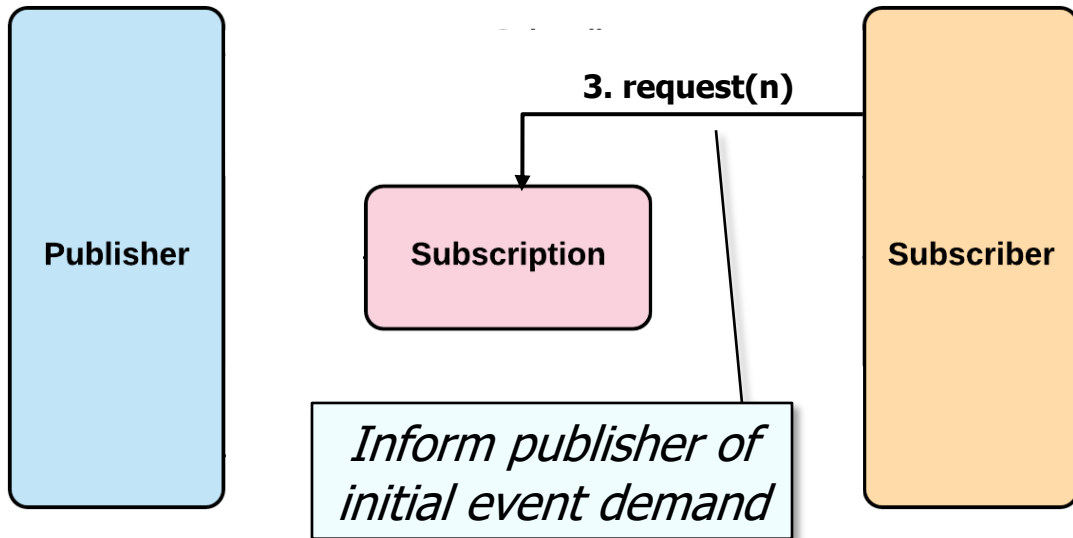 3. request(n)
Publisher
Subscription
Subscriber
Inform publisher of
initial event demand